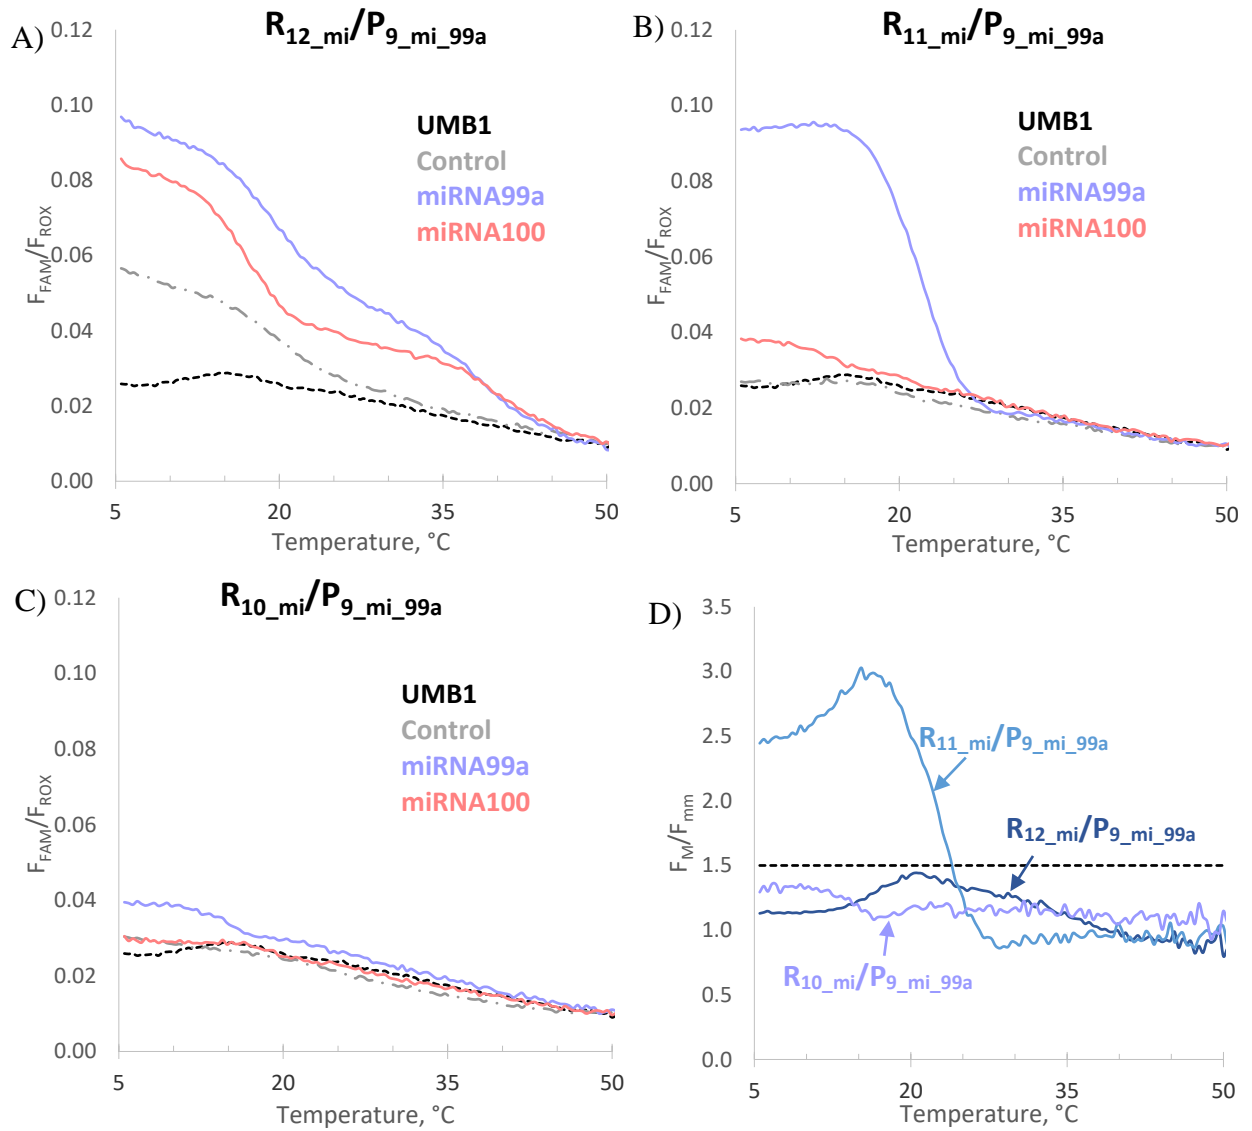 A)
R12_mi/P9_mi_99a
0.12
0.10
0.08
0.06
0.04
0.02
0.00
FFAM/FROX
UMB1
Control
miRNA99a
miRNA100
5
20
35
50
Temperature, °C
B)
R11_mi/P9_mi_99a
0.12
0.10
0.08
0.06
0.04
0.02
0.00
FFAM/FROX
UMB1
Control
miRNA99a
miRNA100
5
20
35
50
Temperature, °C
C)
R10_mi/P9_mi_99a
0.12
0.10
0.08
0.06
0.04
0.02
0.00
FFAM/FROX
UMB1
Control
miRNA99a
miRNA100
5
20
35
50
Temperature, °C
D)
3.5
3.0
2.5
2.0
1.5
1.0
0.5
0.0
FM/Fmm
R11_mi/P9_mi_99a
R12_mi/P9_mi_99a
R10_mi/P9_mi_99a
5
20
35
50
Temperature, °C